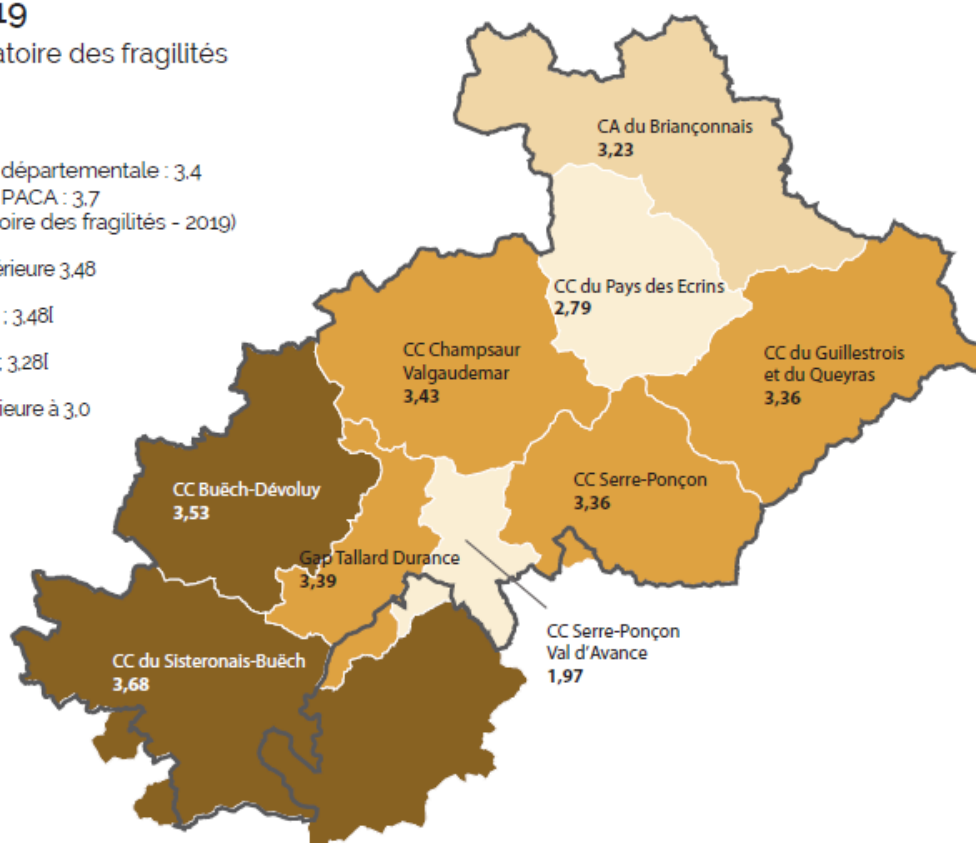 19
atoire des fragilités
départementale : 3.4
PACA : 3.7
oire des fragilités - 2019)
érieure 3,48
; 3,48[
; 3,28[
ieure à 3,0
CA du Briançonnais
3,23
CC du Pays des Ecrins
2,79
CC Champsaur
Valgaudemar
3,43
CC du Guillestrois
et du Queyras
3,36
CC Buëch-Dévoluy
3,53
CC Serre-Ponçon
3,36
Gap Tallard Durance
3,39
CC Serre-Ponçon
Val d'Avance
1,97
CC du Sisteronais-Buëch
3,68